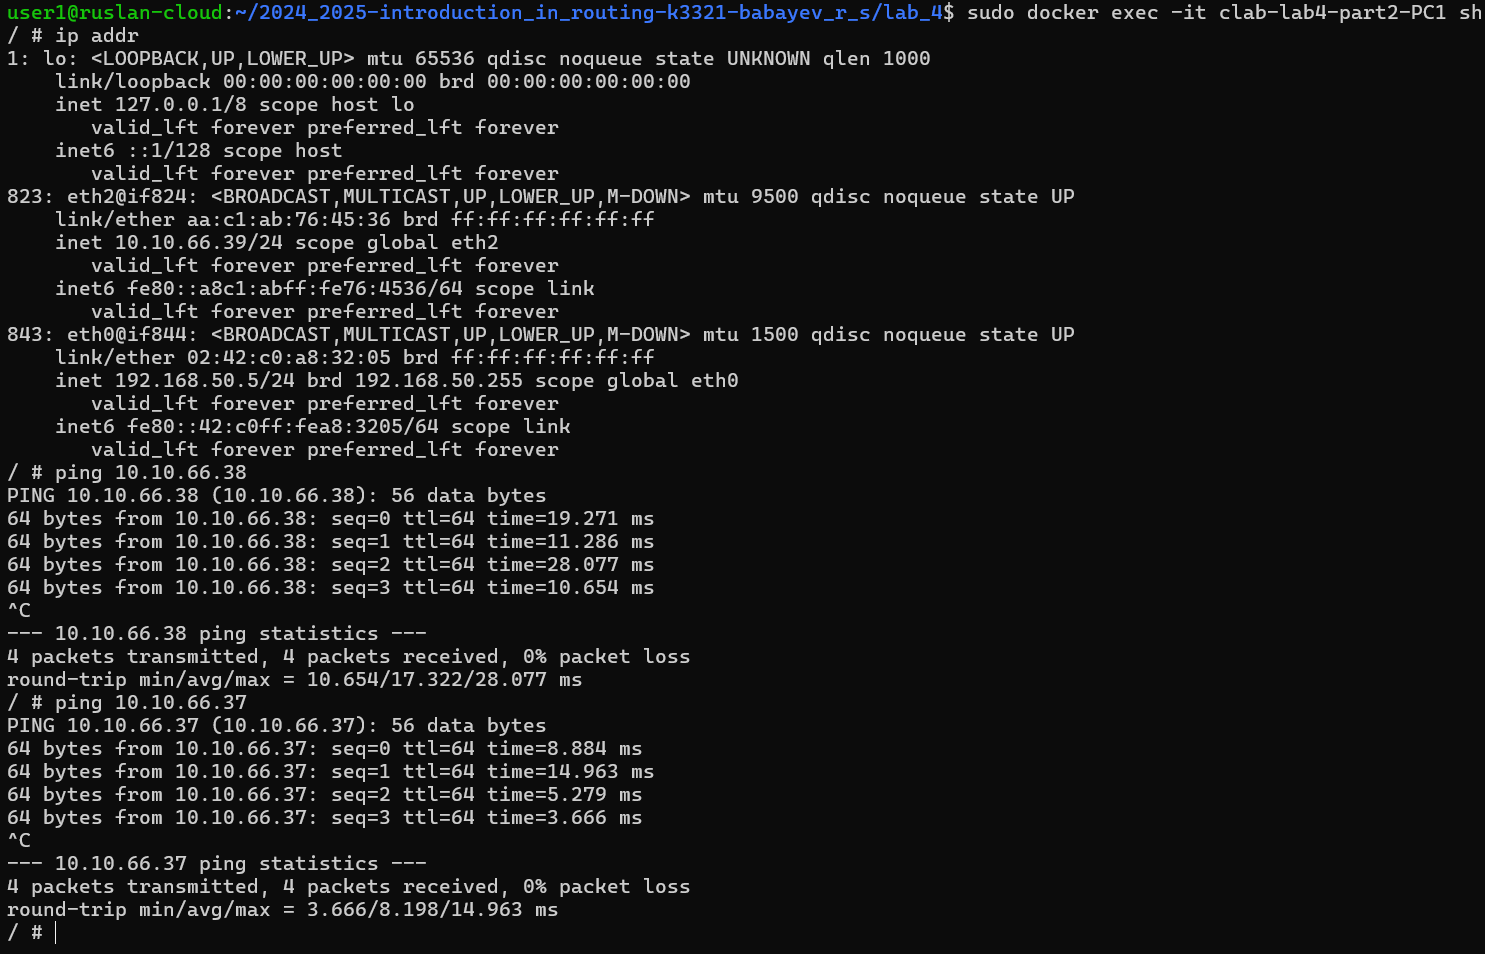 user1@ruslan-cloud:~/2024_2025-introduction_in_routing-k3321-babayev_r_s/lab_4$ sudo docker exec -it clab-lab4-part2-PC1 sh
/ # ip addr
1: lo: <LOOPBACK,UP,LOWER_UP> mtu 65536 qdisc noqueue state UNKNOWN qlen 1000
    link/loopback 00:00:00:00:00:00 brd 00:00:00:00:00:00
    inet 127.0.0.1/8 scope host lo
       valid_lft forever preferred_lft forever
    inet6 ::1/128 scope host
       valid_lft forever preferred_lft forever
823: eth2@if824: <BROADCAST,MULTICAST,UP,LOWER_UP,M-DOWN> mtu 9500 qdisc noqueue state UP
    link/ether aa:c1:ab:76:45:36 brd ff:ff:ff:ff:ff:ff
    inet 10.10.66.39/24 scope global eth2
       valid_lft forever preferred_lft forever
    inet6 fe80::a8c1:abff:fe76:4536/64 scope link
       valid_lft forever preferred_lft forever
843: eth0@if844: <BROADCAST,MULTICAST,UP,LOWER_UP,M-DOWN> mtu 1500 qdisc noqueue state UP
    link/ether 02:42:c0:a8:32:05 brd ff:ff:ff:ff:ff:ff
    inet 192.168.50.5/24 brd 192.168.50.255 scope global eth0
       valid_lft forever preferred_lft forever
    inet6 fe80::42:c0ff:fea8:3205/64 scope link
       valid_lft forever preferred_lft forever
/ # ping 10.10.66.38
PING 10.10.66.38 (10.10.66.38): 56 data bytes
64 bytes from 10.10.66.38: seq=0 ttl=64 time=19.271 ms
64 bytes from 10.10.66.38: seq=1 ttl=64 time=11.286 ms
64 bytes from 10.10.66.38: seq=2 ttl=64 time=28.077 ms
64 bytes from 10.10.66.38: seq=3 ttl=64 time=10.654 ms
^C
--- 10.10.66.38 ping statistics ---
4 packets transmitted, 4 packets received, 0% packet loss
round-trip min/avg/max = 10.654/17.322/28.077 ms
/ # ping 10.10.66.37
PING 10.10.66.37 (10.10.66.37): 56 data bytes
64 bytes from 10.10.66.37: seq=0 ttl=64 time=8.884 ms
64 bytes from 10.10.66.37: seq=1 ttl=64 time=14.963 ms
64 bytes from 10.10.66.37: seq=2 ttl=64 time=5.279 ms
64 bytes from 10.10.66.37: seq=3 ttl=64 time=3.666 ms
^C
--- 10.10.66.37 ping statistics ---
4 packets transmitted, 4 packets received, 0% packet loss
round-trip min/avg/max = 3.666/8.198/14.963 ms
/ #